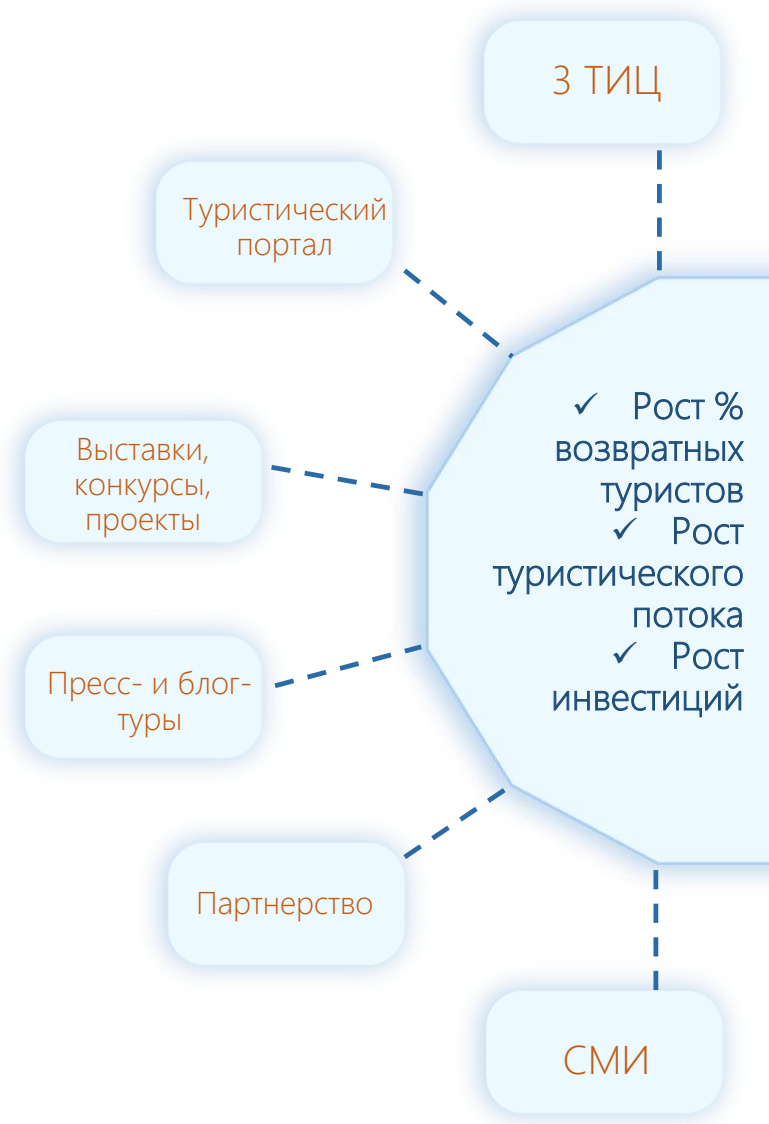 3 ТИЦ
Туристический
портал
Выставки,
конкурсы,
проекты
Пресс- и блог-
туры
Партнерство
СМИ
✓ Рост %
возвратных
туристов
✓ Рост
туристического
потока
✓ Рост
инвестиций